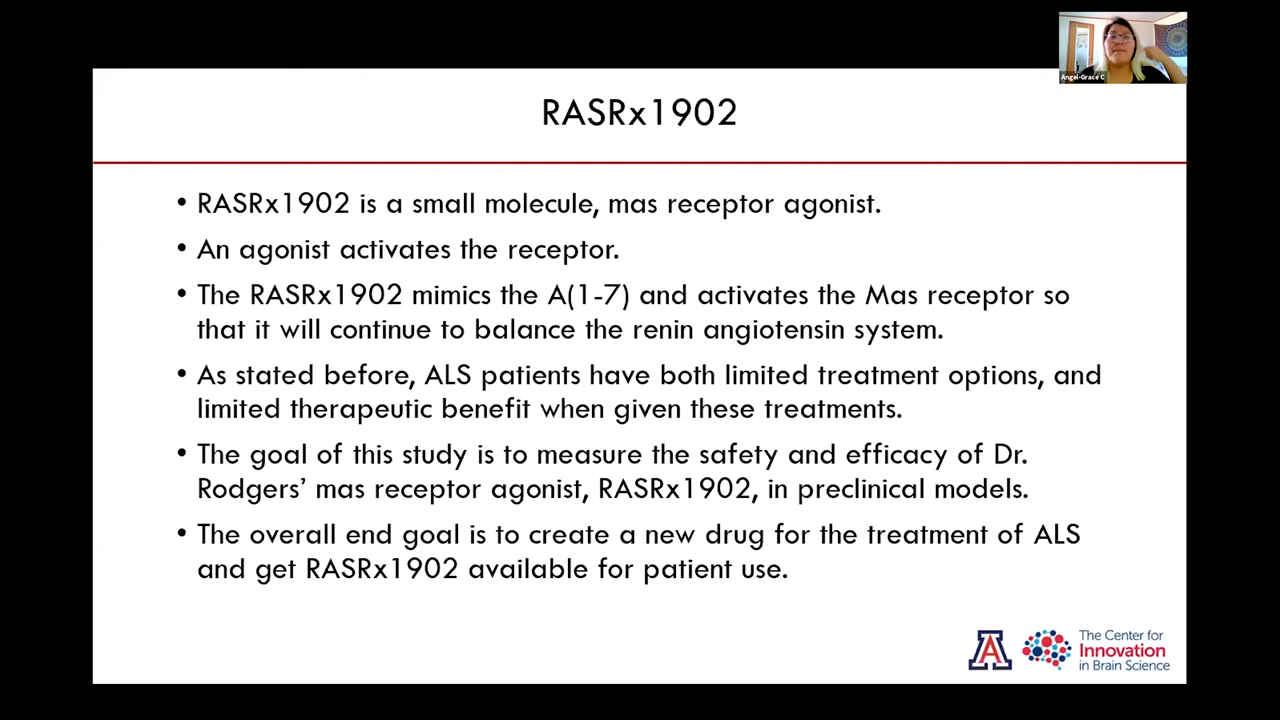 Angel-Grace C
RASRx1902
• RASRx1902 is a small molecule, mas receptor agonist.
• An agonist activates the receptor.
• The RASRx1902 mimics the A(1-7) and activates the Mas receptor so
that it will continue to balance the renin angiotensin system.
• As stated before, ALS patients have both limited treatment options, and
limited therapeutic benefit when given these treatments.
• The goal of this study is to measure the safety and efficacy of Dr.
Rodgers’ mas receptor agonist, RASRx1902, in preclinical models.
• The overall end goal is to create a new drug for the treatment of ALS
and get RASRx1902 available for patient use.
A
The Center for
Innovation
in Brain Science